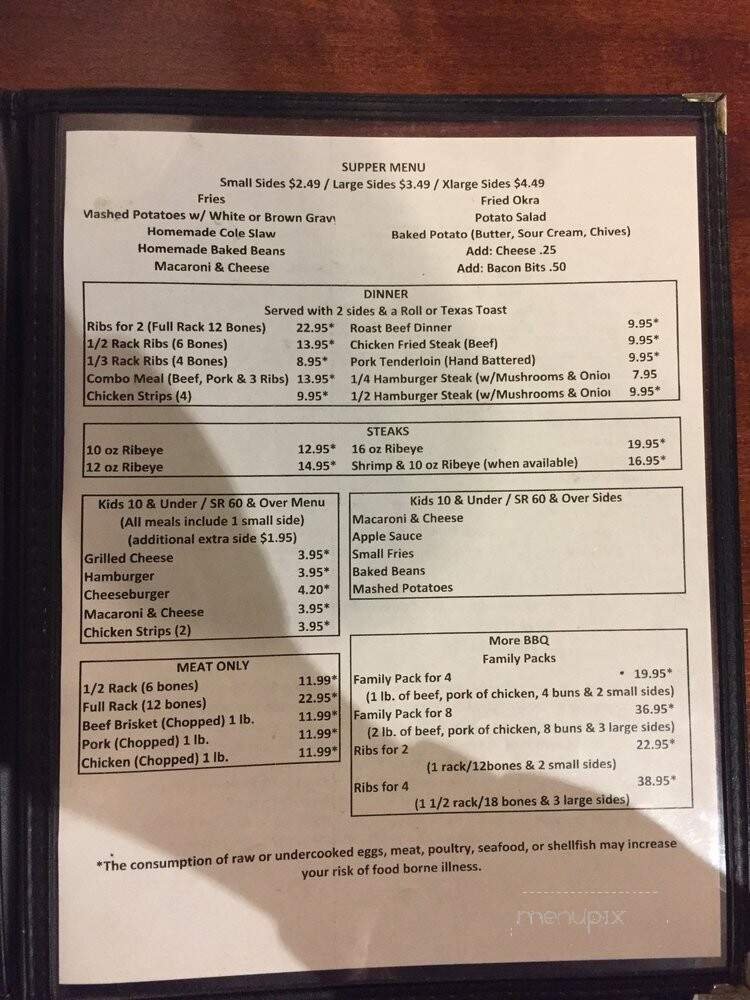 SUPPER MENU
Small Sides $2.49 / Large Sides $3.49 / Xlarge Sides $4.49
Fries
Mashed Potatoes w/ White or Brown Gravy
Homemade Cole Slaw
Homemade Baked Beans
Macaroni & Cheese
Fried Okra
Potato Salad
Baked Potato (Butter, Sour Cream, Chives)
Add: Cheese .25
Add: Bacon Bits .50
DINNER
Served with 2 sides & a Roll or Texas Toast
Ribs for 2 (Full Rack 12 Bones) 22.95*
1/2 Rack Ribs (6 Bones) 13.95*
1/3 Rack Ribs (4 Bones) 8.95*
Combo Meal (Beef, Pork & 3 Ribs) 13.95*
Chicken Strips (4) 9.95*
Roast Beef Dinner 9.95*
Chicken Fried Steak (Beef) 9.95*
Pork Tenderloin (Hand Battered) 9.95*
1/4 Hamburger Steak (w/Mushrooms & Onion 7.95
1/2 Hamburger Steak (w/Mushrooms & Onion 9.95*
STEAKS
10 oz Ribeye 12.95*
12 oz Ribeye 14.95*
16 oz Ribeye 19.95*
Shrimp & 10 oz Ribeye (when available) 16.95*
Kids 10 & Under / SR 60 & Over Menu
(All meals include 1 small side)
(additional extra side $1.95)
Grilled Cheese 3.95*
Hamburger 3.95*
Cheeseburger 4.20*
Macaroni & Cheese 3.95*
Chicken Strips (2) 3.95*
Kids 10 & Under / SR 60 & Over Sides
Macaroni & Cheese
Apple Sauce
Small Fries
Baked Beans
Mashed Potatoes
MEAT ONLY
1/2 Rack (6 bones) 11.99*
Full Rack (12 bones) 22.95*
Beef Brisket (Chopped) 1 lb. 11.99*
Pork (Chopped) 1 lb. 11.99*
Chicken (Chopped) 1 lb. 11.99*
More BBQ
Family Packs
Family Pack for 4 19.95*
(1 lb. of beef, pork of chicken, 4 buns & 2 small sides)
Family Pack for 8 36.95*
(2 lb. of beef, pork of chicken, 8 buns & 3 large sides)
Ribs for 2 22.95*
(1 rack/12bones & 2 small sides)
Ribs for 4 38.95*
(1 1/2 rack/18 bones & 3 large sides)
*The consumption of raw or undercooked eggs, meat, poultry, seafood, or shellfish may increase
your risk of food borne illness.
menupix